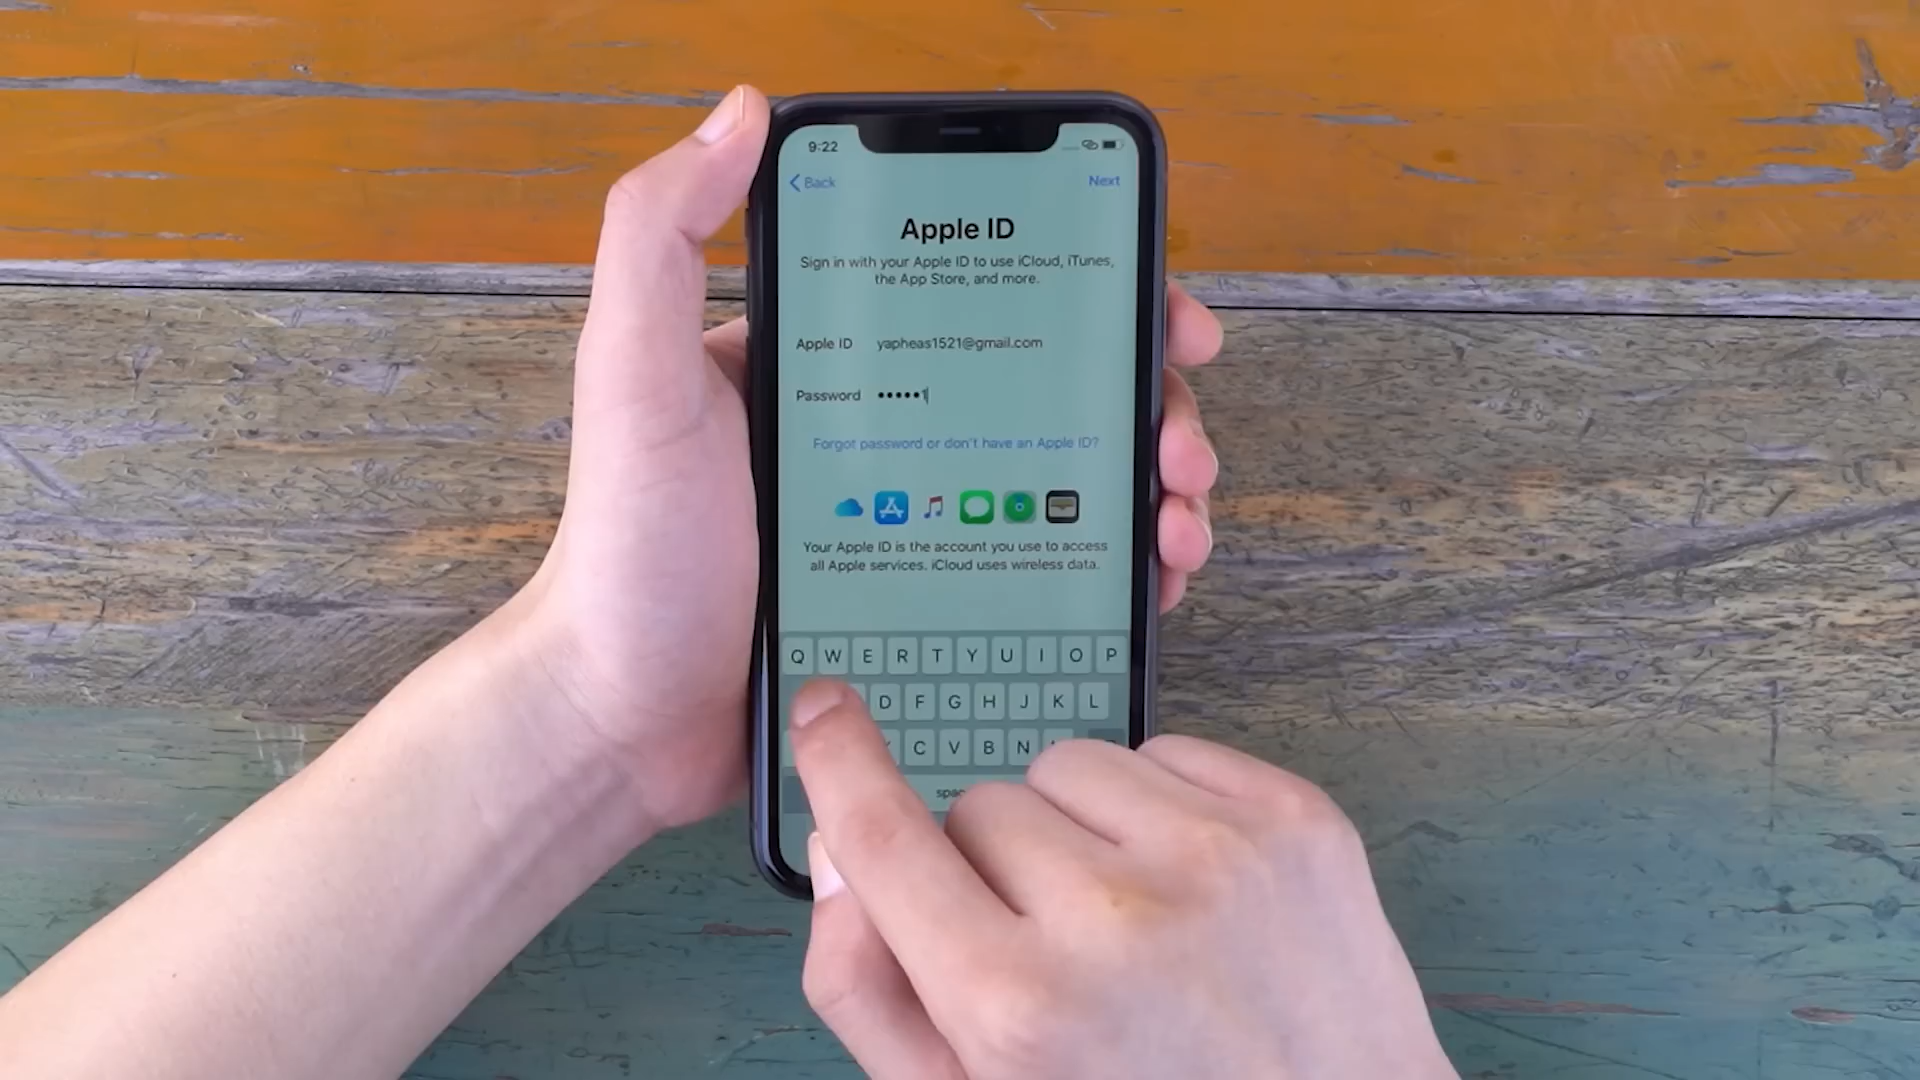 9:22
Back
Next
Apple ID
Sign in with your Apple ID to use iCloud, iTunes,
the App Store, and more.
Apple ID yapheas1521@gmail.com
Password •••••1
Forgot password or don't have an Apple ID?
Your Apple ID is the account you use to access
all Apple services. iCloud uses wireless data.
Q W E R T Y U I O P
D F G H J K L
C V B N